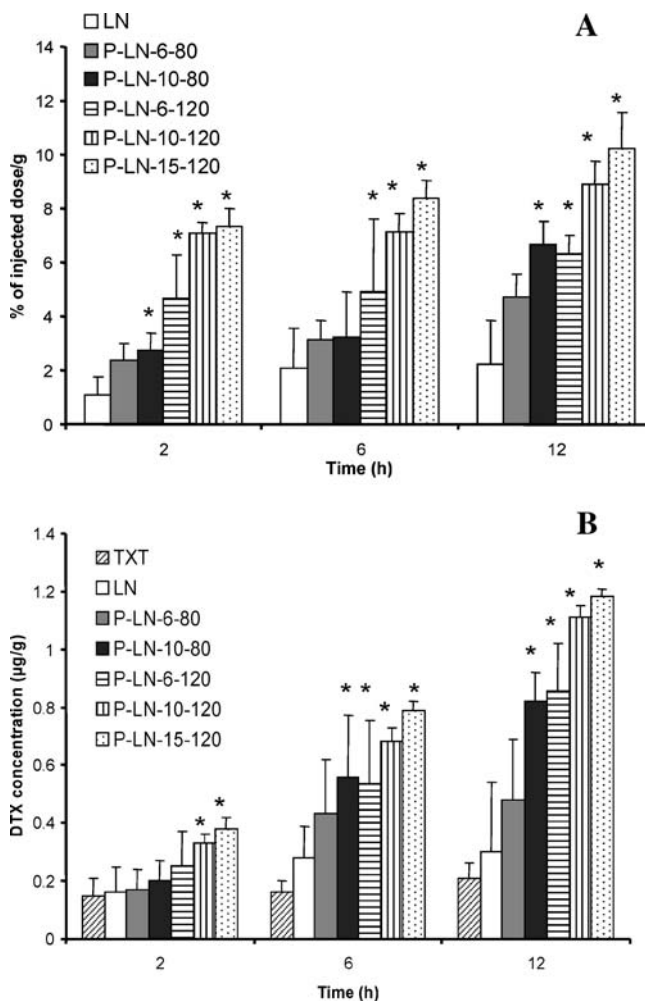 A
LN
P-LN-6-80
P-LN-10-80
P-LN-6-120
P-LN-10-120
P-LN-15-120
% of injected dose/g
14
12
10
8
6
4
2
0
* * * *
* * *
* * * *
2 6 12
Time (h)
B
TXT
LN
P-LN-6-80
P-LN-10-80
P-LN-6-120
P-LN-10-120
P-LN-15-120
DTX concentration (µg/g)
1.4
1.2
1
0.8
0.6
0.4
0.2
0
* *
* * * *
* * * *
2 6 12
Time (h)